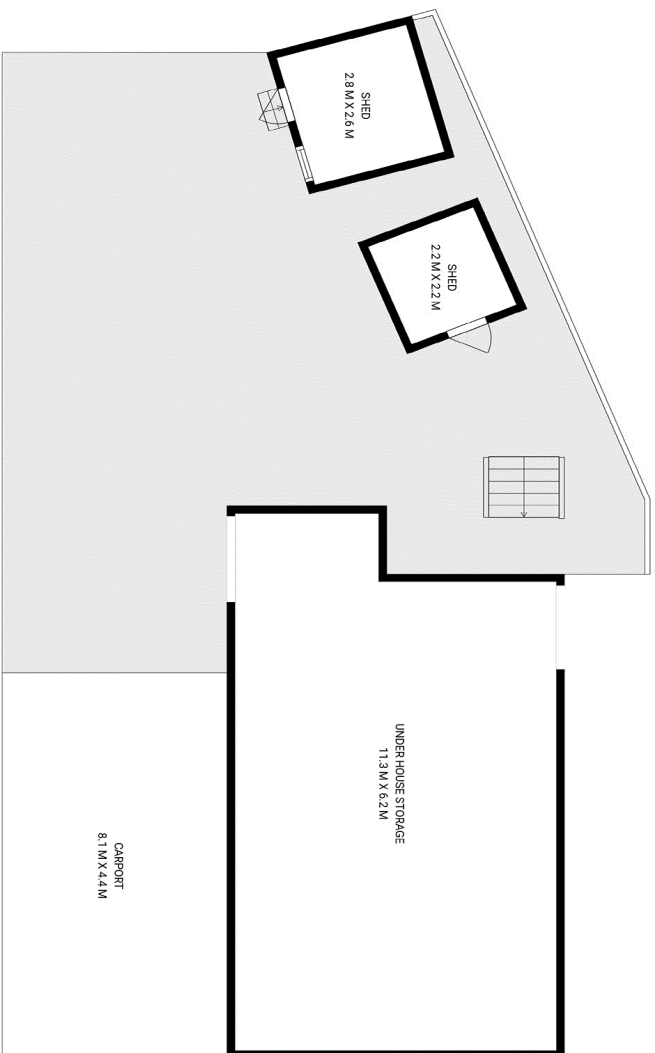 SHED
2.8 M X 2.6 M
SHED
2.2 M X 2.2 M
UNDER HOUSE STORAGE
11.3 M X 6.2 M
CARPORT
8.1 M X 4.4 M